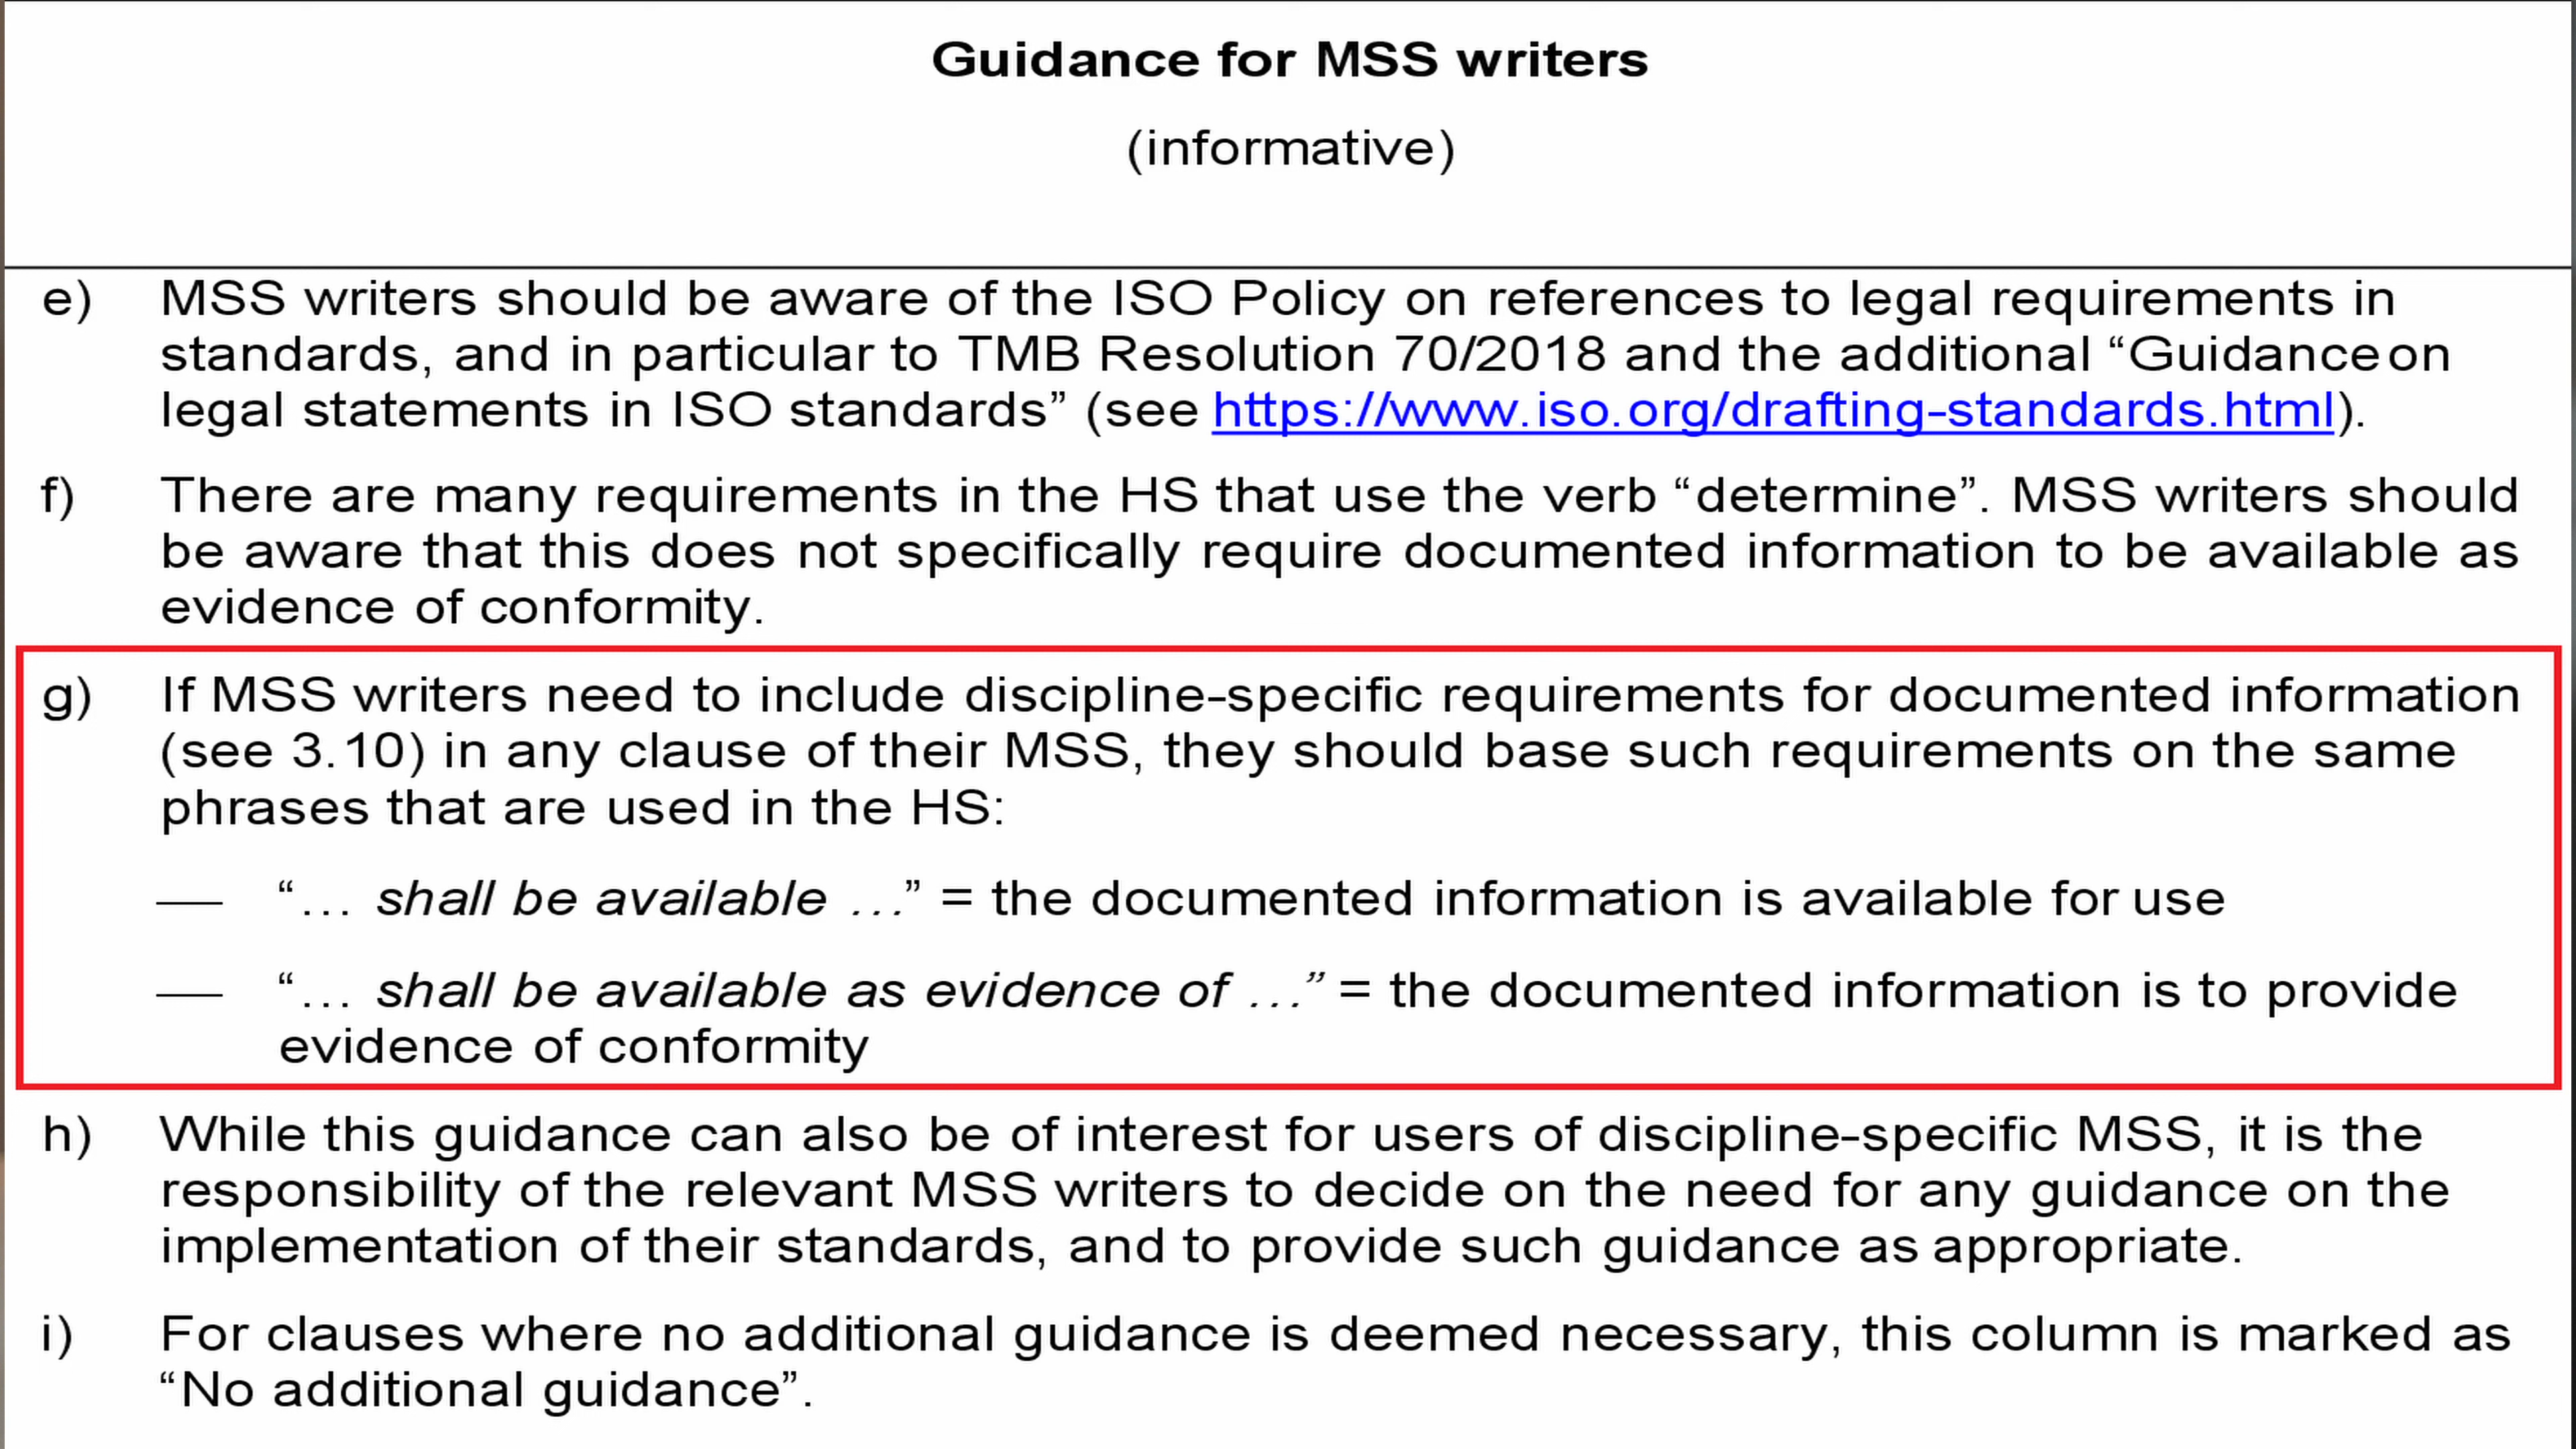 Guidance for MSS writers
(informative)
e) MSS writers should be aware of the ISO Policy on references to legal requirements in
standards, and in particular to TMB Resolution 70/2018 and the additional “Guidance on
legal statements in ISO standards” (see https://www.iso.org/drafting-standards.html).
f) There are many requirements in the HS that use the verb “determine”. MSS writers should
be aware that this does not specifically require documented information to be available as
evidence of conformity.
g) If MSS writers need to include discipline-specific requirements for documented information
(see 3.10) in any clause of their MSS, they should base such requirements on the same
phrases that are used in the HS:
— “… shall be available …” = the documented information is available for use
— “… shall be available as evidence of …” = the documented information is to provide
evidence of conformity
h) While this guidance can also be of interest for users of discipline-specific MSS, it is the
responsibility of the relevant MSS writers to decide on the need for any guidance on the
implementation of their standards, and to provide such guidance as appropriate.
i) For clauses where no additional guidance is deemed necessary, this column is marked as
“No additional guidance”.